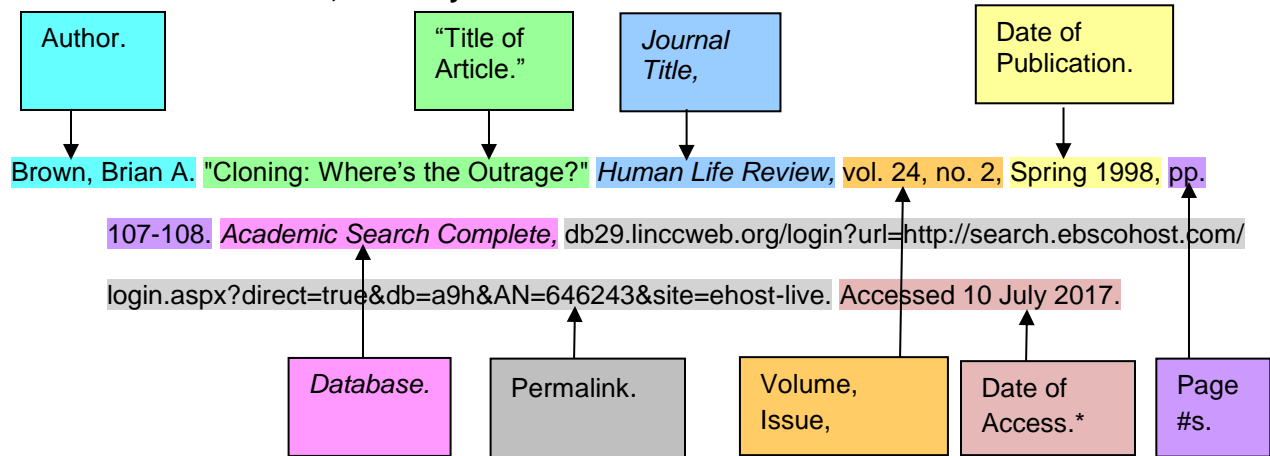 Author.
“Title of
Article.”
Journal
Title,
Date of
Publication.
Brown, Brian A. "Cloning: Where’s the Outrage?" Human Life Review, vol. 24, no. 2, Spring 1998, pp.
107-108. Academic Search Complete, db29.linccweb.org/login?url=http://search.ebscohost.com/
login.aspx?direct=true&db=a9h&AN=646243&site=ehost-live. Accessed 10 July 2017.
Database.
Permalink.
Volume,
Issue,
Date of
Access.*
Page
#s.